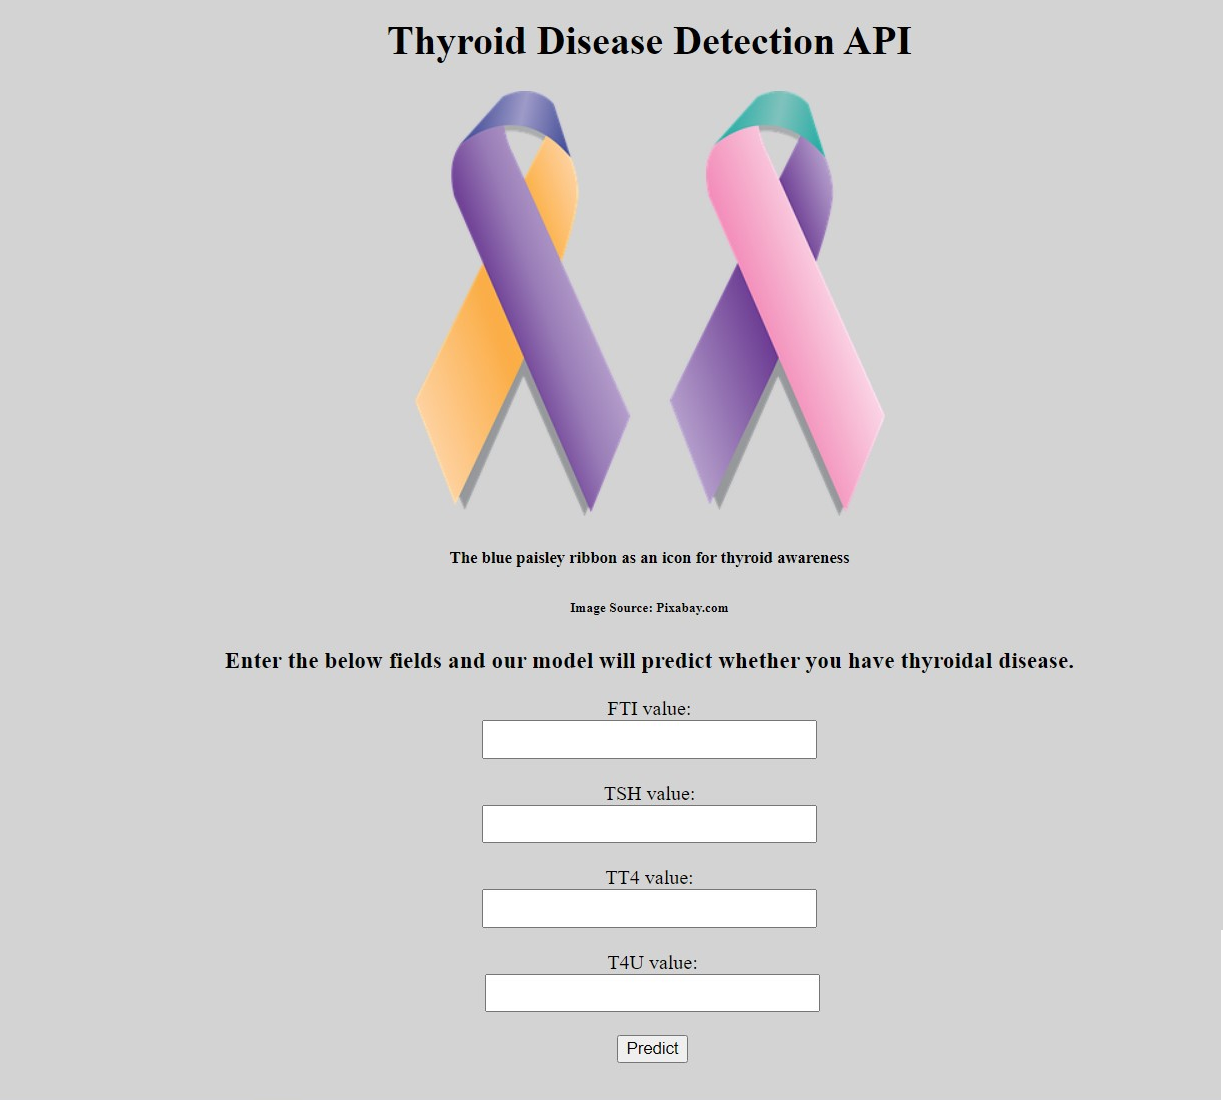 Thyroid Disease Detection API
The blue paisley ribbon as an icon for thyroid awareness
Image Source: Pixabay.com
Enter the below fields and our model will predict whether you have thyroidal disease.
FTI value:
TSH value:
TT4 value:
T4U value:
Predict